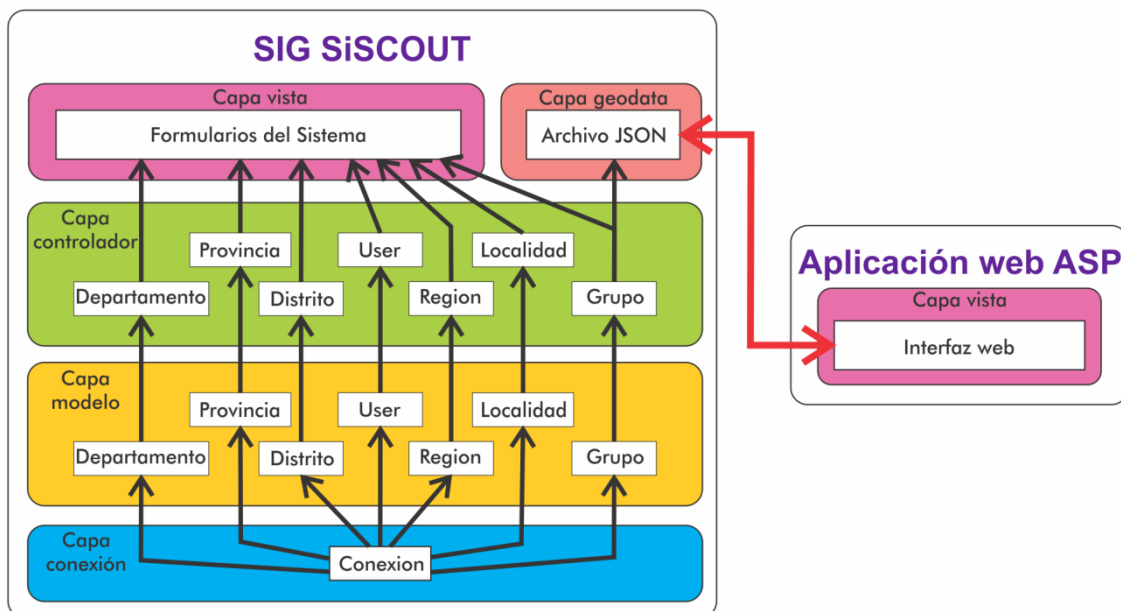 SIG SiSCOUT
Capa vista
Formularios del Sistema
Capa geodata
Archivo JSON
Capa
controlador
Provincia
User
Localidad
Departamento
Distrito
Region
Grupo
Capa
modelo
Provincia
User
Localidad
Departamento
Distrito
Region
Grupo
Capa
conexión
Conexion
Aplicación web ASP
Capa vista
Interfaz web